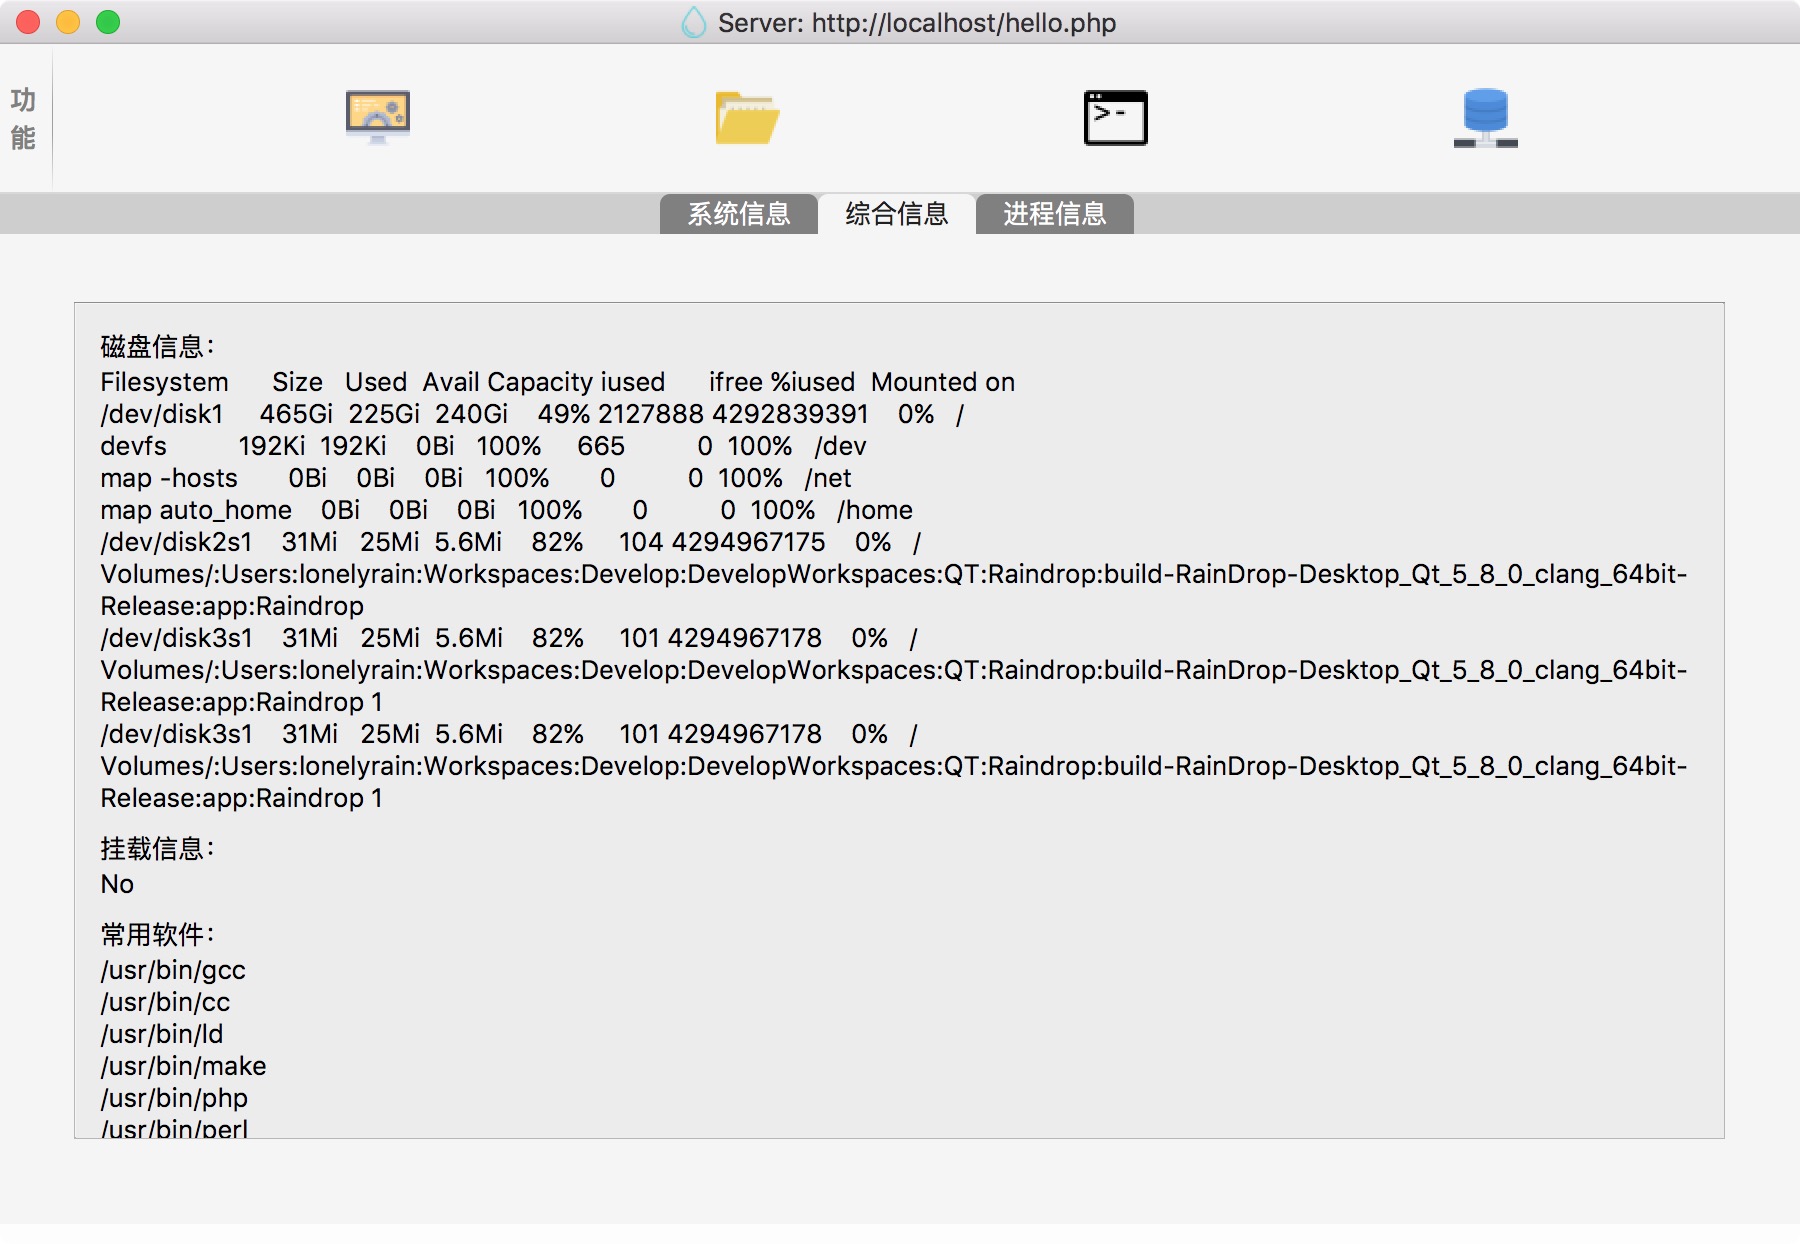 Server: http://localhost/hello.php
功
能
系统信息 综合信息 进程信息
磁盘信息：
Filesystem Size Used Avail Capacity iused ifree %iused Mounted on
/dev/disk1 465Gi 225Gi 240Gi 49% 2127888 4292839391 0% /
devfs 192Ki 192Ki 0Bi 100% 665 0 100% /dev
map -hosts 0Bi 0Bi 0Bi 100% 0 0 100% /net
map auto_home 0Bi 0Bi 0Bi 100% 0 0 100% /home
/dev/disk2s1 31Mi 25Mi 5.6Mi 82% 104 4294967175 0% /
Volumes/:Users:lonelyrain:Workspaces:Develop:DevelopWorkspaces:QT:Raindrop:build-RainDrop-Desktop_Qt_5_8_0_clang_64bit-
Release:app:Raindrop
/dev/disk3s1 31Mi 25Mi 5.6Mi 82% 101 4294967178 0% /
Volumes/:Users:lonelyrain:Workspaces:Develop:DevelopWorkspaces:QT:Raindrop:build-RainDrop-Desktop_Qt_5_8_0_clang_64bit-
Release:app:Raindrop 1
/dev/disk3s1 31Mi 25Mi 5.6Mi 82% 101 4294967178 0% /
Volumes/:Users:lonelyrain:Workspaces:Develop:DevelopWorkspaces:QT:Raindrop:build-RainDrop-Desktop_Qt_5_8_0_clang_64bit-
Release:app:Raindrop 1
挂载信息：
No
常用软件：
/usr/bin/gcc
/usr/bin/cc
/usr/bin/ld
/usr/bin/make
/usr/bin/php
/usr/bin/perl